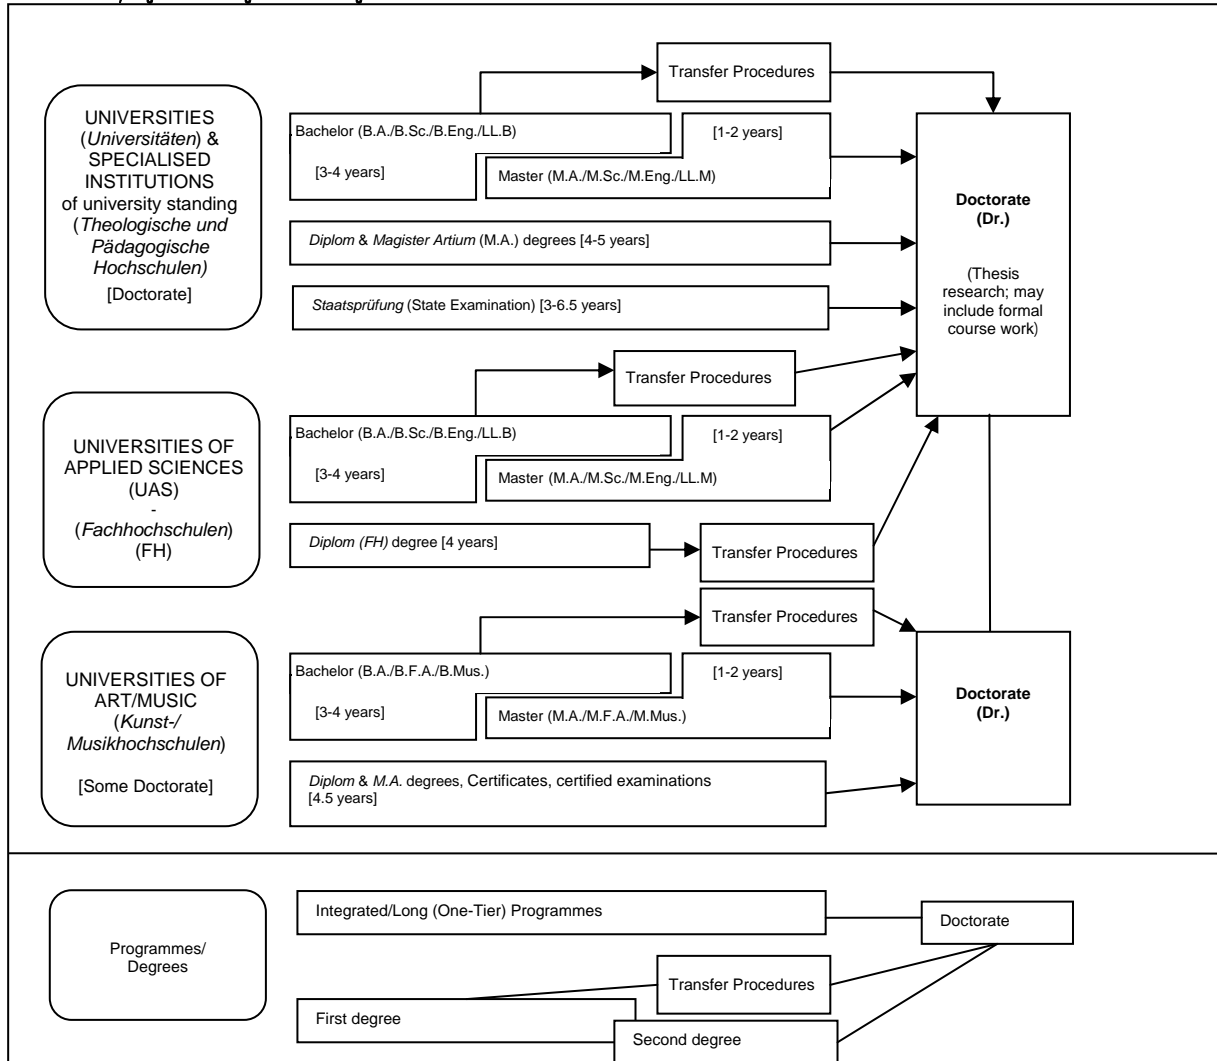 Transfer Procedures
UNIVERSITIES
(Universitäten) &
SPECIALISED
INSTITUTIONS
of university standing
(Theologische und
Pädagogische
Hochschulen)
[Doctorate]
Bachelor (B.A./B.Sc./B.Eng./LL.B)
[3-4 years]
[1-2 years]
Master (M.A./M.Sc./M.Eng./LL.M)
Diplom & Magister Artium (M.A.) degrees [4-5 years]
Staatsprüfung (State Examination) [3-6.5 years]
Doctorate
(Dr.)
(Thesis
research; may
include formal
course work)
Transfer Procedures
UNIVERSITIES OF
APPLIED SCIENCES
(UAS)
-
(Fachhochschulen)
(FH)
Bachelor (B.A./B.Sc./B.Eng./LL.B)
[3-4 years]
[1-2 years]
Master (M.A./M.Sc./M.Eng./LL.M)
Diplom (FH) degree [4 years]
Transfer Procedures
Transfer Procedures
UNIVERSITIES OF
ART/MUSIC
(Kunst-/
Musikhochschulen)
[Some Doctorate]
Bachelor (B.A./B.F.A./B.Mus.)
[3-4 years]
[1-2 years]
Master (M.A./M.F.A./M.Mus.)
Diplom & M.A. degrees, Certificates, certified examinations
[4.5 years]
Doctorate
(Dr.)
Programmes/
Degrees
Integrated/Long (One-Tier) Programmes
Doctorate
Transfer Procedures
First degree
Second degree